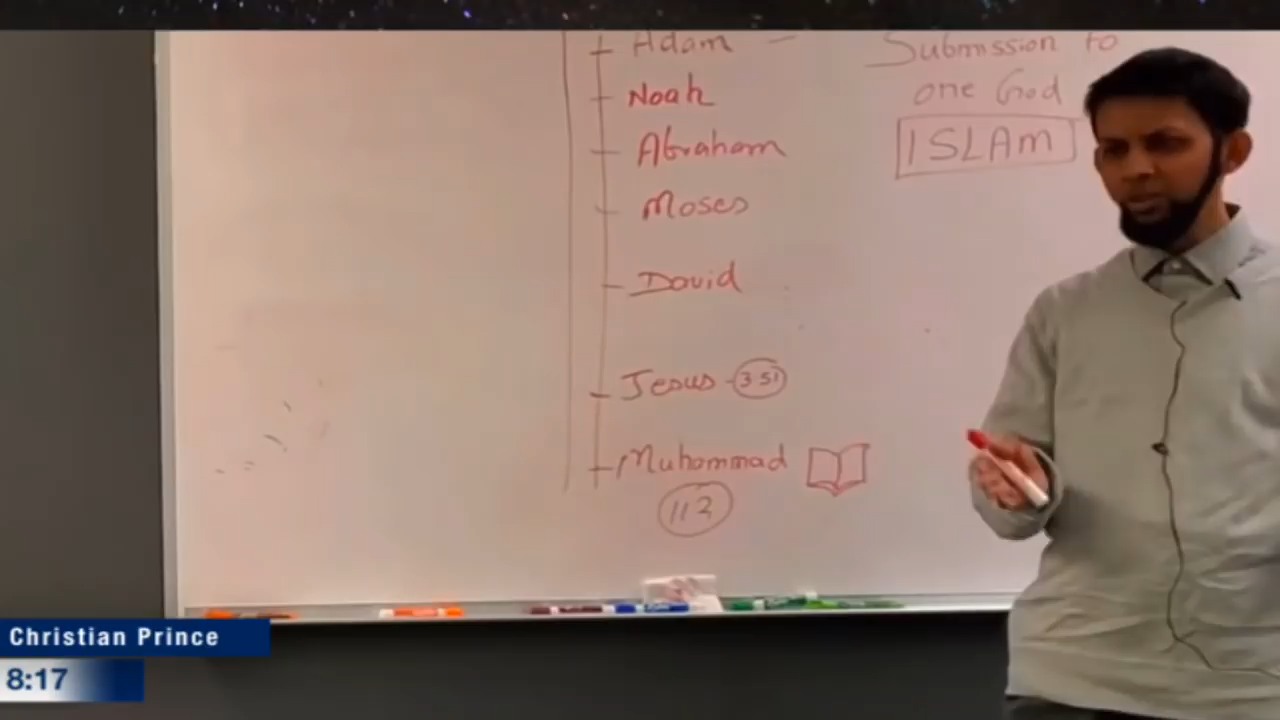 Adam —
Noah
Abraham
Moses
David
Jesus - 3:51
Muhammad
112
Submission to
one God
ISLAM
Christian Prince
8:17